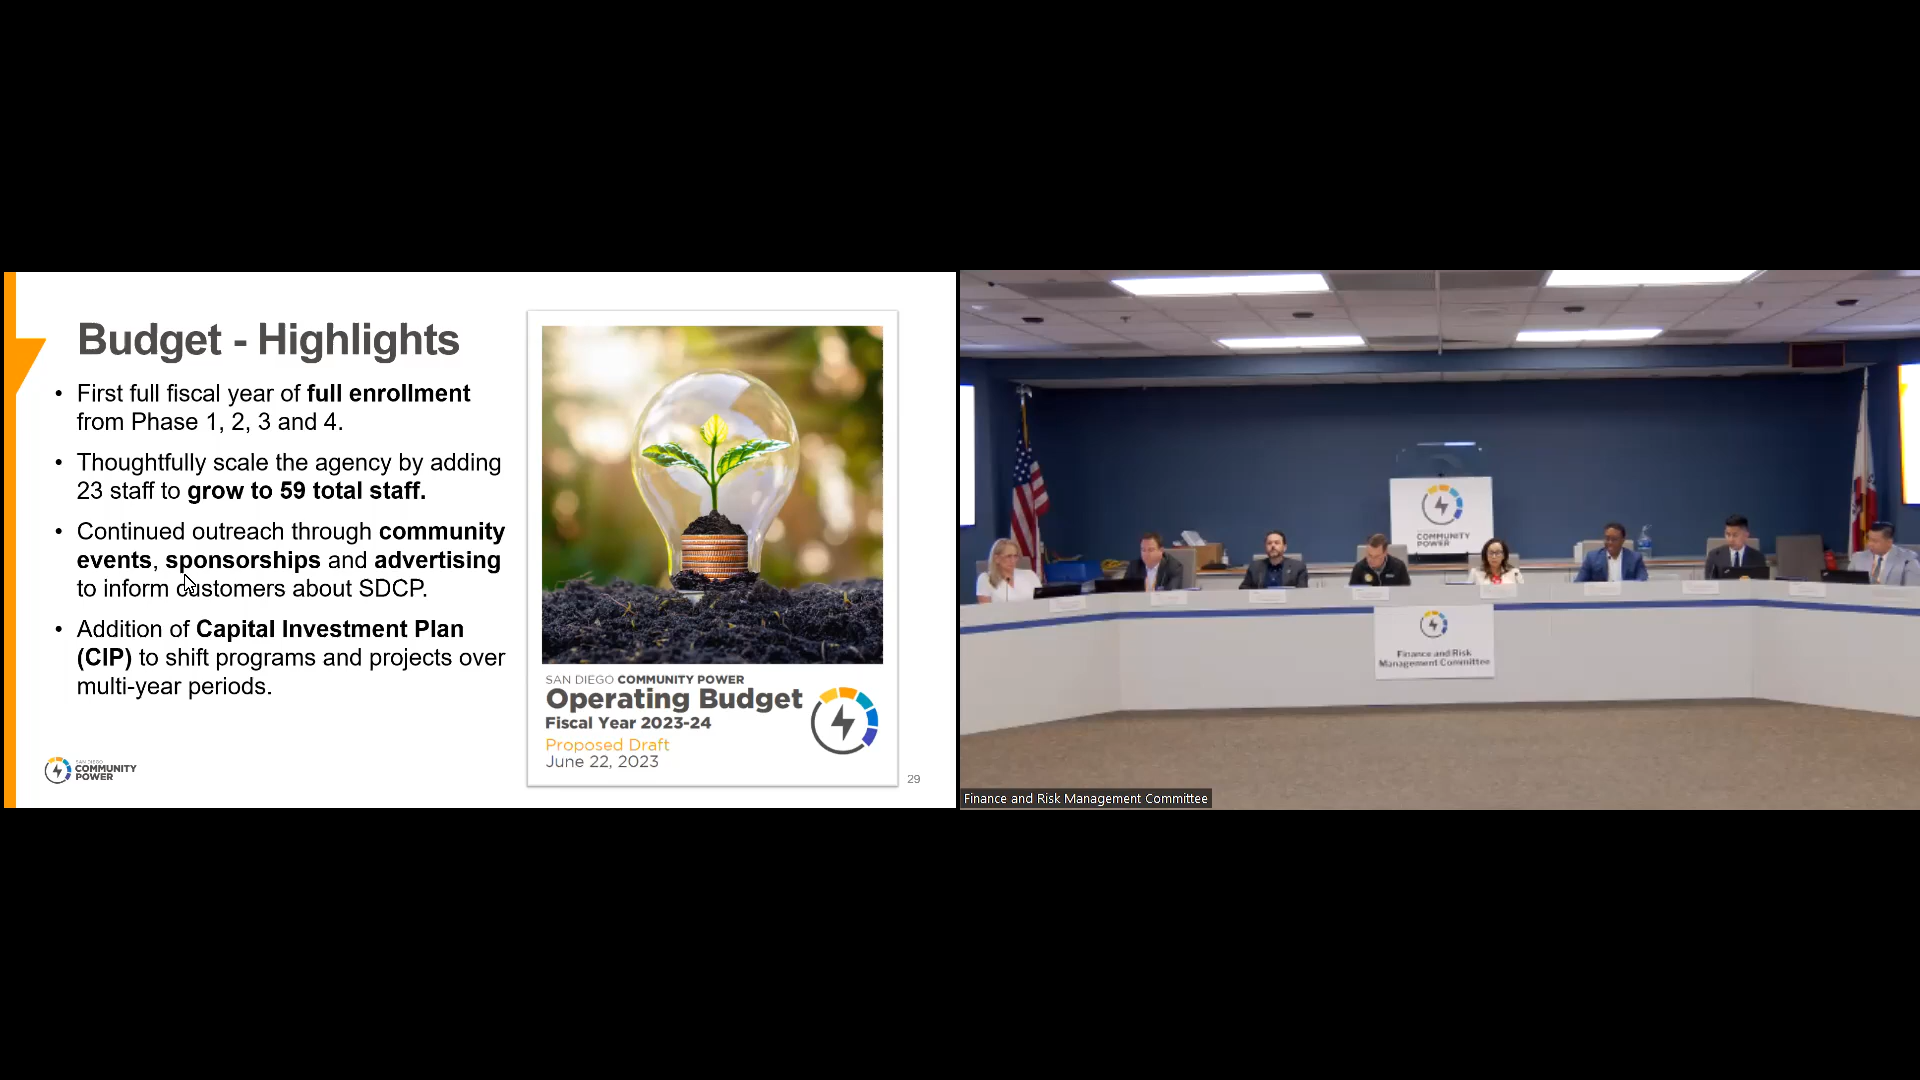 Budget - Highlights
• First full fiscal year of full enrollment
from Phase 1, 2, 3 and 4.
• Thoughtfully scale the agency by adding
23 staff to grow to 59 total staff.
• Continued outreach through community
events, sponsorships and advertising
to inform customers about SDCP.
• Addition of Capital Investment Plan
(CIP) to shift programs and projects over
multi-year periods.
SAN DIEGO COMMUNITY POWER
Operating Budget
Fiscal Year 2023-24
Proposed Draft
June 22, 2023
SAN DIEGO
COMMUNITY
POWER
29
COMMUNITY
POWER
Finance and Risk
Management Committee
Finance and Risk Management Committee